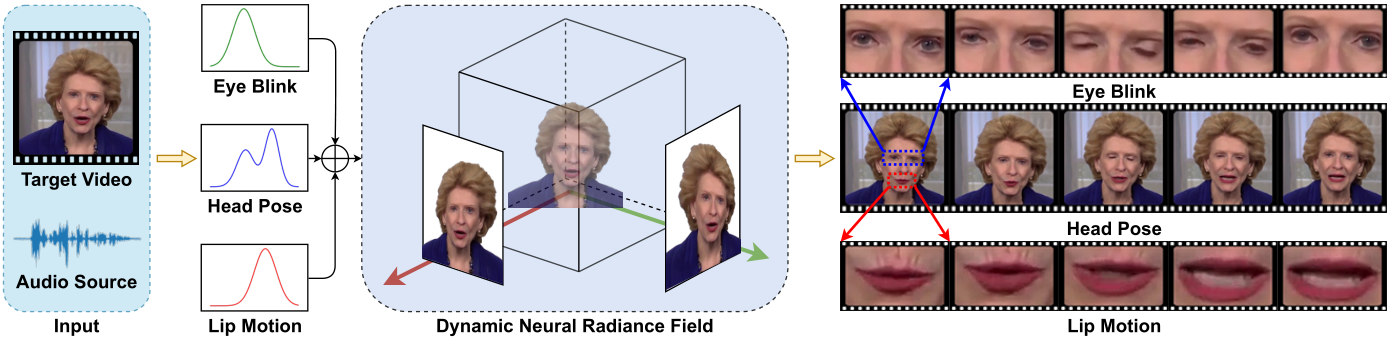 Target Video
Audio Source
Input
Eye Blink
Head Pose
Lip Motion
Dynamic Neural Radiance Field
Eye Blink
Head Pose
Lip Motion